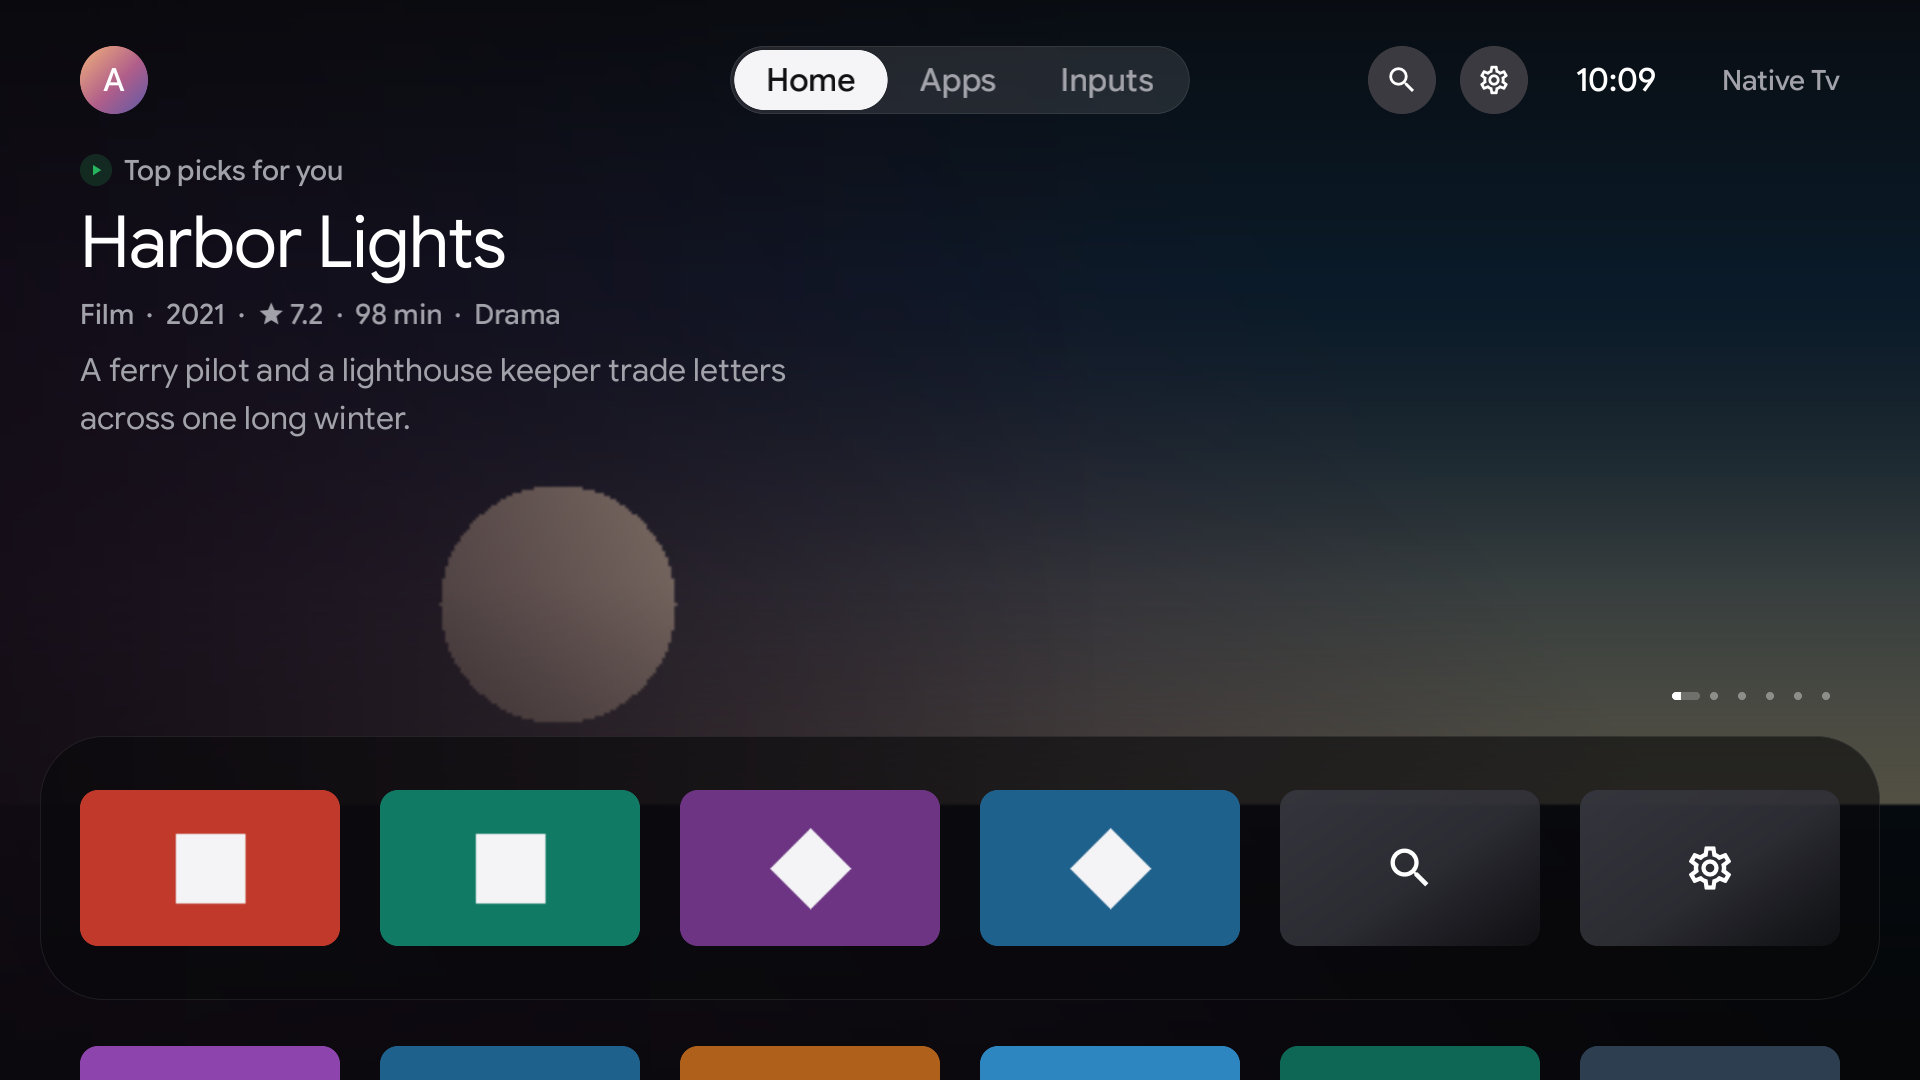 A
Home
Apps
Inputs
10:09
Native Tv
Top picks for you
Harbor Lights
Film · 2021 · ★ 7.2 · 98 min · Drama
A ferry pilot and a lighthouse keeper trade letters
across one long winter.